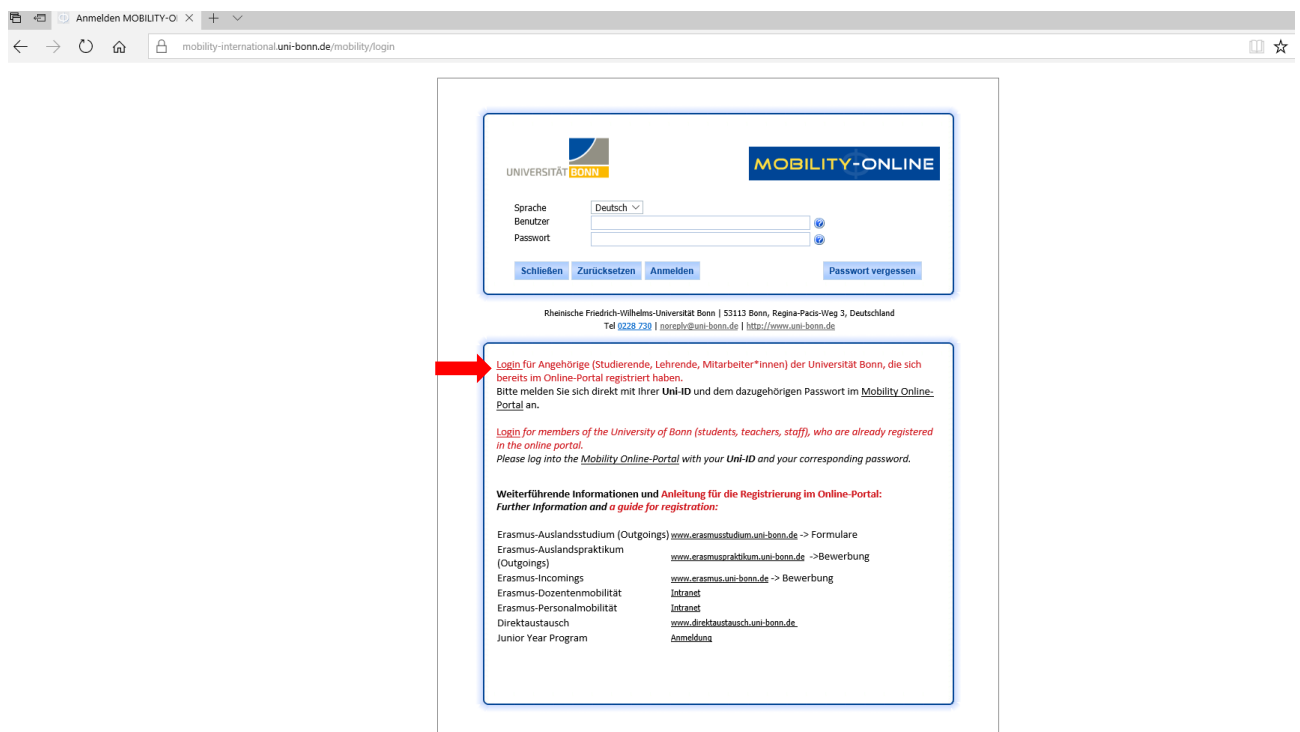 Anmelden MOBILITY-O
mobility-international.uni-bonn.de/mobility/login
UNIVERSITÄT BONN
MOBILITY-ONLINE
Sprache Deutsch
Benutzer
Passwort
Schließen Zurücksetzen Anmelden Passwort vergessen
Rheinische Friedrich-Wilhelms-Universität Bonn | 53113 Bonn, Regina-Pacis-Weg 3, Deutschland
Tel 0228 730 | noreply@uni-bonn.de | http://www.uni-bonn.de
Login für Angehörige (Studierende, Lehrende, Mitarbeiter*innen) der Universität Bonn, die sich
bereits im Online-Portal registriert haben.
Bitte melden Sie sich direkt mit Ihrer Uni-ID und dem dazugehörigen Passwort im Mobility Online-
Portal an.
Login for members of the University of Bonn (students, teachers, staff), who are already registered
in the online portal.
Please log into the Mobility Online-Portal with your Uni-ID and your corresponding password.
Weiterführende Informationen und Anleitung für die Registrierung im Online-Portal:
Further Information and a guide for registration:
Erasmus-Auslandsstudium (Outgoings) www.erasmusstudium.uni-bonn.de -> Formulare
Erasmus-Auslandspraktikum
(Outgoings) www.erasmuspraktikum.uni-bonn.de ->Bewerbung
Erasmus-Incomings www.erasmus.uni-bonn.de -> Bewerbung
Erasmus-Dozentenmobilität Intranet
Erasmus-Personalmobilität Intranet
Direktaustausch www.direktaustausch.uni-bonn.de
Junior Year Program Anmeldung